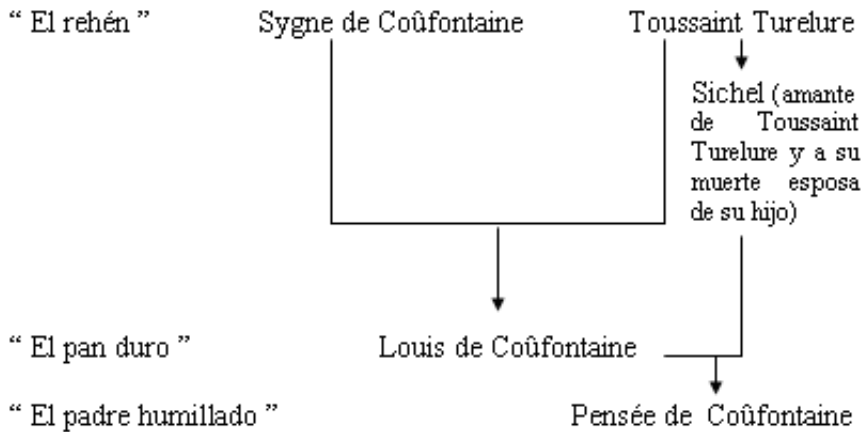 “ El rehén ” Sygne de Coûfontaine Toussaint Turelure
Sichel (amante
de Toussaint
Turelure y a su
muerte esposa
de su hijo)
“ El pan duro ” Louis de Coûfontaine
“ El padre humillado ” Pensée de Coûfontaine